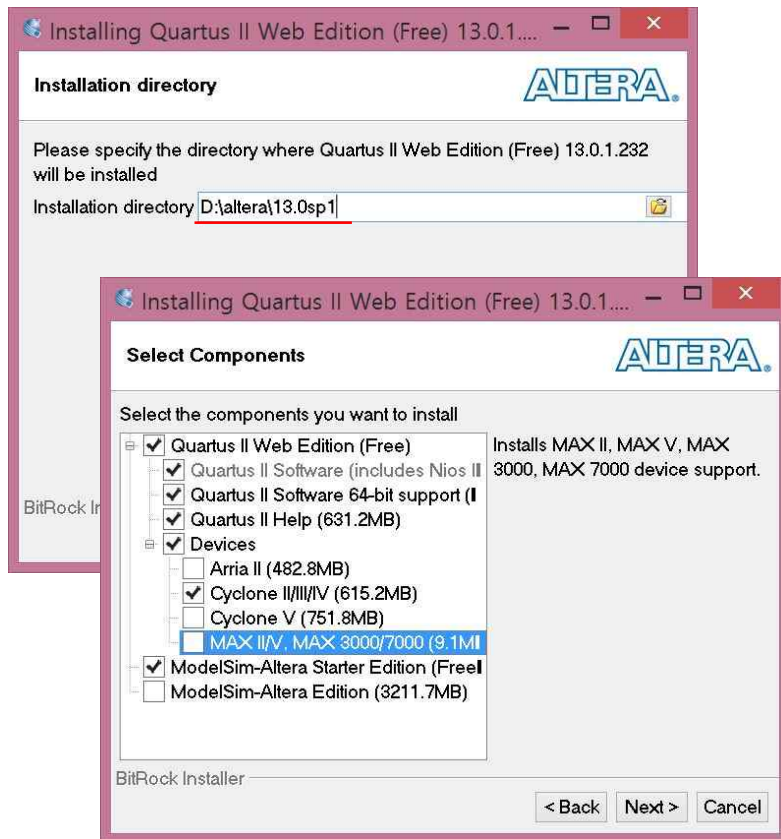 Installing Quartus II Web Edition (Free) 13.0.1....
Installation directory
ALTERA.
Please specify the directory where Quartus II Web Edition (Free) 13.0.1.232
will be installed
Installation directory D:\altera\13.0sp1
BitRock
Installing Quartus II Web Edition (Free) 13.0.1....
Select Components
ALTERA.
Select the components you want to install
Quartus II Web Edition (Free)
Quartus II Software (includes Nios II
Quartus II Software 64-bit support (
Quartus II Help (631.2MB)
Devices
Arria II (482.8MB)
Cyclone II/III/IV (615.2MB)
Cyclone V (751.8MB)
MAX II/V, MAX 3000/7000 (9.1M
ModelSim-Altera Starter Edition (Free
ModelSim-Altera Edition (3211.7MB)
Installs MAX II, MAX V, MAX
3000, MAX 7000 device support.
BitRock Installer
< Back Next > Cancel